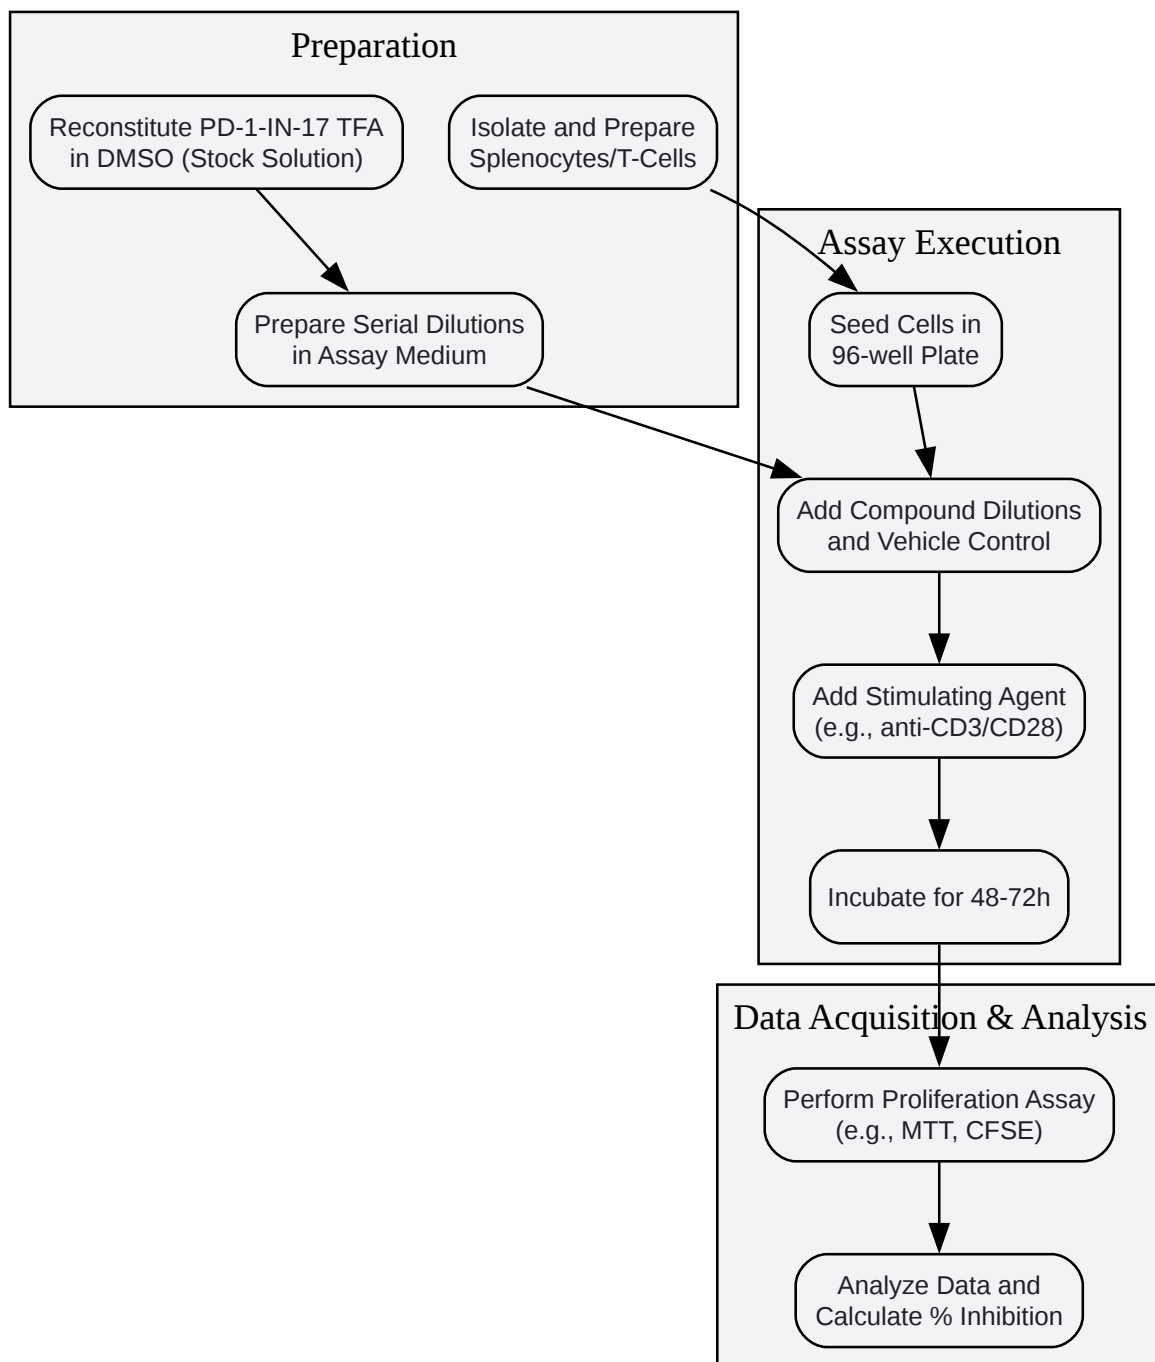 Preparation
Reconstitute PD-1-IN-17 TFA
in DMSO (Stock Solution)
Isolate and Prepare
Splenocytes/T-Cells
Prepare Serial Dilutions
in Assay Medium
Assay Execution
Seed Cells in
96-well Plate
Add Compound Dilutions
and Vehicle Control
Add Stimulating Agent
(e.g., anti-CD3/CD28)
Incubate for 48-72h
Data Acquisition & Analysis
Perform Proliferation Assay
(e.g., MTT, CFSE)
Analyze Data and
Calculate % Inhibition